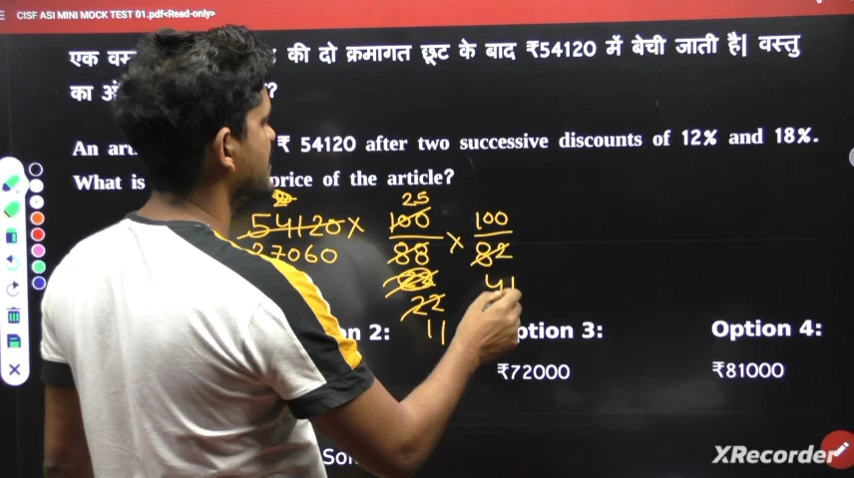 CISF ASI MINI MOCK TEST 01.pdf<Read-only>
एक की दो क्रमागत छूट के बाद ₹54120 में बेची जाती है| वस्तु
का ?
An ₹ 54120 after two successive discounts of 12% and 18%.
What is price of the article?
25
54120 × 100 × 100
27060 88 82
41
22
11
n 2: ption 3: Option 4:
₹72000 ₹81000
XRecorder